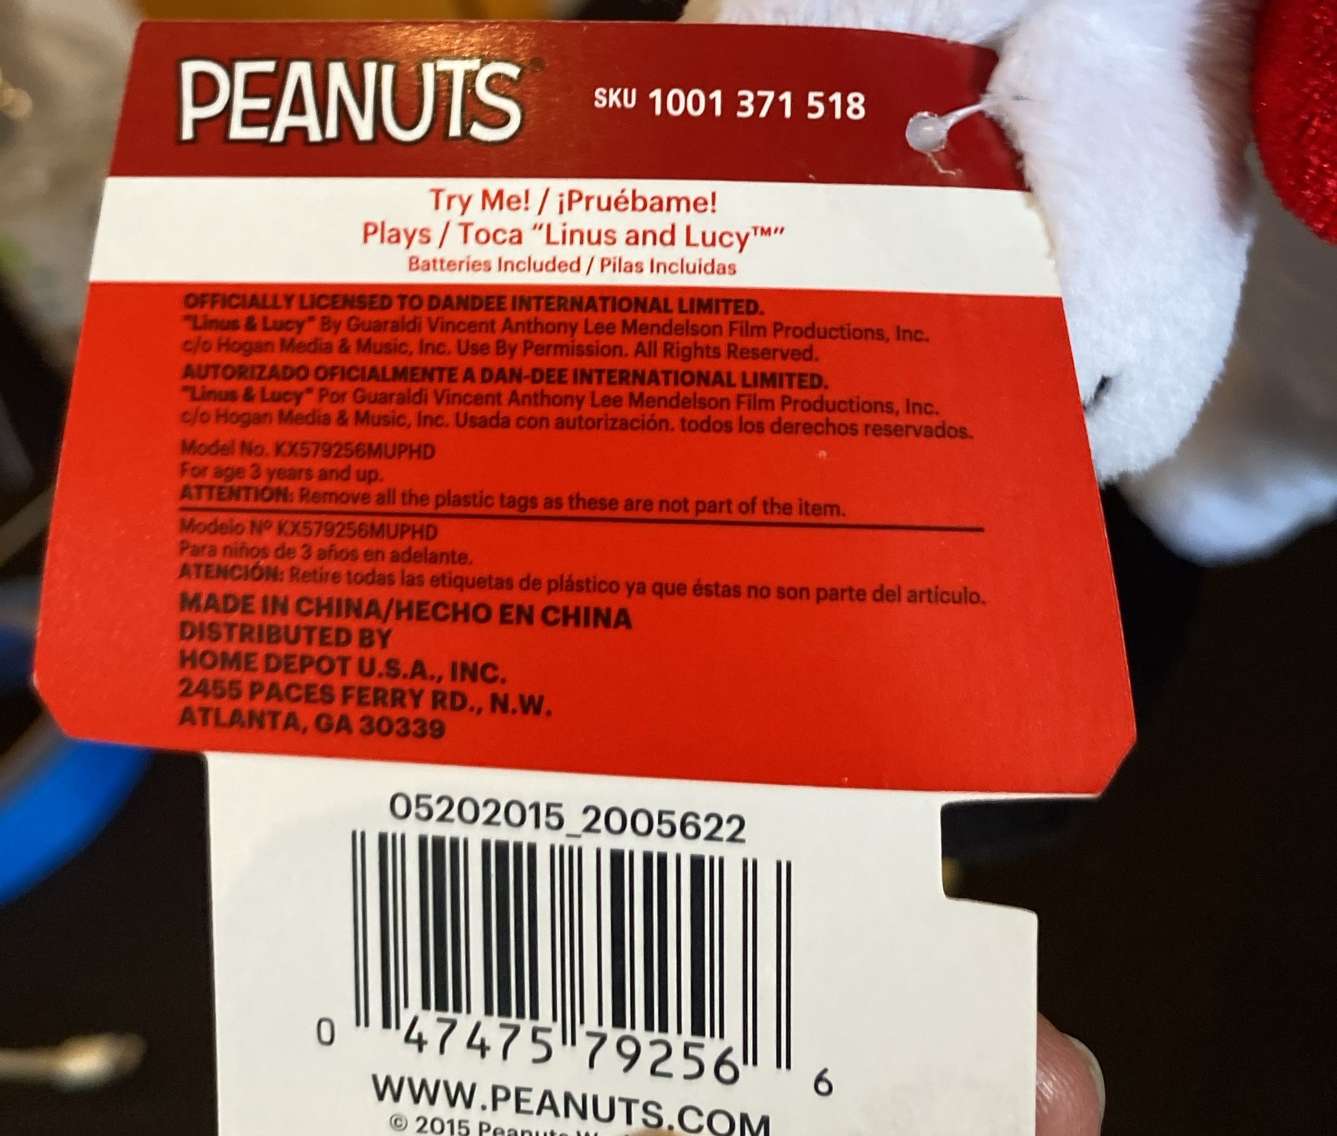 PEANUTS
SKU 1001 371 518
Try Me! / ¡Pruébame!
Plays / Toca "Linus and Lucy™"
Batteries Included / Pilas Incluidas
OFFICIALLY LICENSED TO DANDEE INTERNATIONAL LIMITED.
"Linus & Lucy" By Guaraldi Vincent Anthony Lee Mendelson Film Productions, Inc.
c/o Hogan Media & Music, Inc. Use By Permission. All Rights Reserved.
AUTORIZADO OFICIALMENTE A DAN-DEE INTERNATIONAL LIMITED.
"Linus & Lucy" Por Guaraldi Vincent Anthony Lee Mendelson Film Productions, Inc.
c/o Hogan Media & Music, Inc. Usada con autorización. todos los derechos reservados.
Model No. KX579256MUPHD
For age 3 years and up.
ATTENTION: Remove all the plastic tags as these are not part of the item.
Modelo Nº KX579256MUPHD
Para niños de 3 años en adelante.
ATENCIÓN: Retire todas las etiquetas de plástico ya que éstas no son parte del artículo.
MADE IN CHINA/HECHO EN CHINA
DISTRIBUTED BY
HOME DEPOT U.S.A., INC.
2455 PACES FERRY RD., N.W.
ATLANTA, GA 30339
05202015_2005622
0 47475 79256 6
WWW.PEANUTS.COM
© 2015 Peanuts